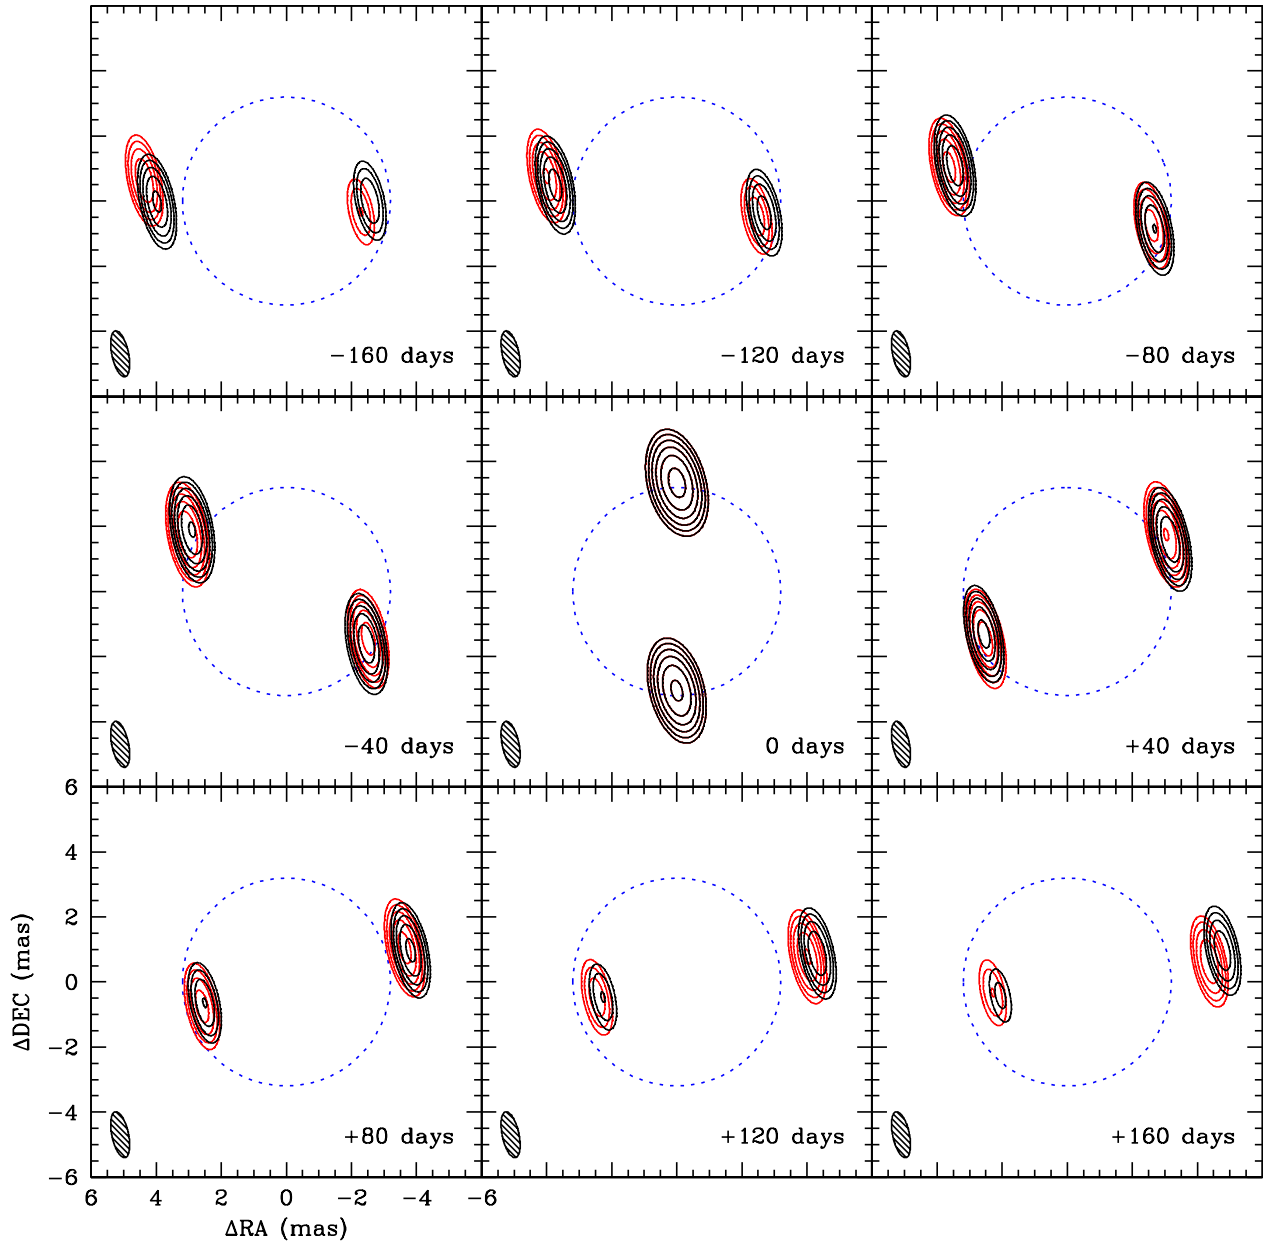 −160 days
−120 days
−80 days
−40 days
0 days
+40 days
6
4
2
0
−2
−4
−6
ΔDEC (mas)
+80 days
+120 days
+160 days
6 4 2 0 −2 −4 −6
ΔRA (mas)